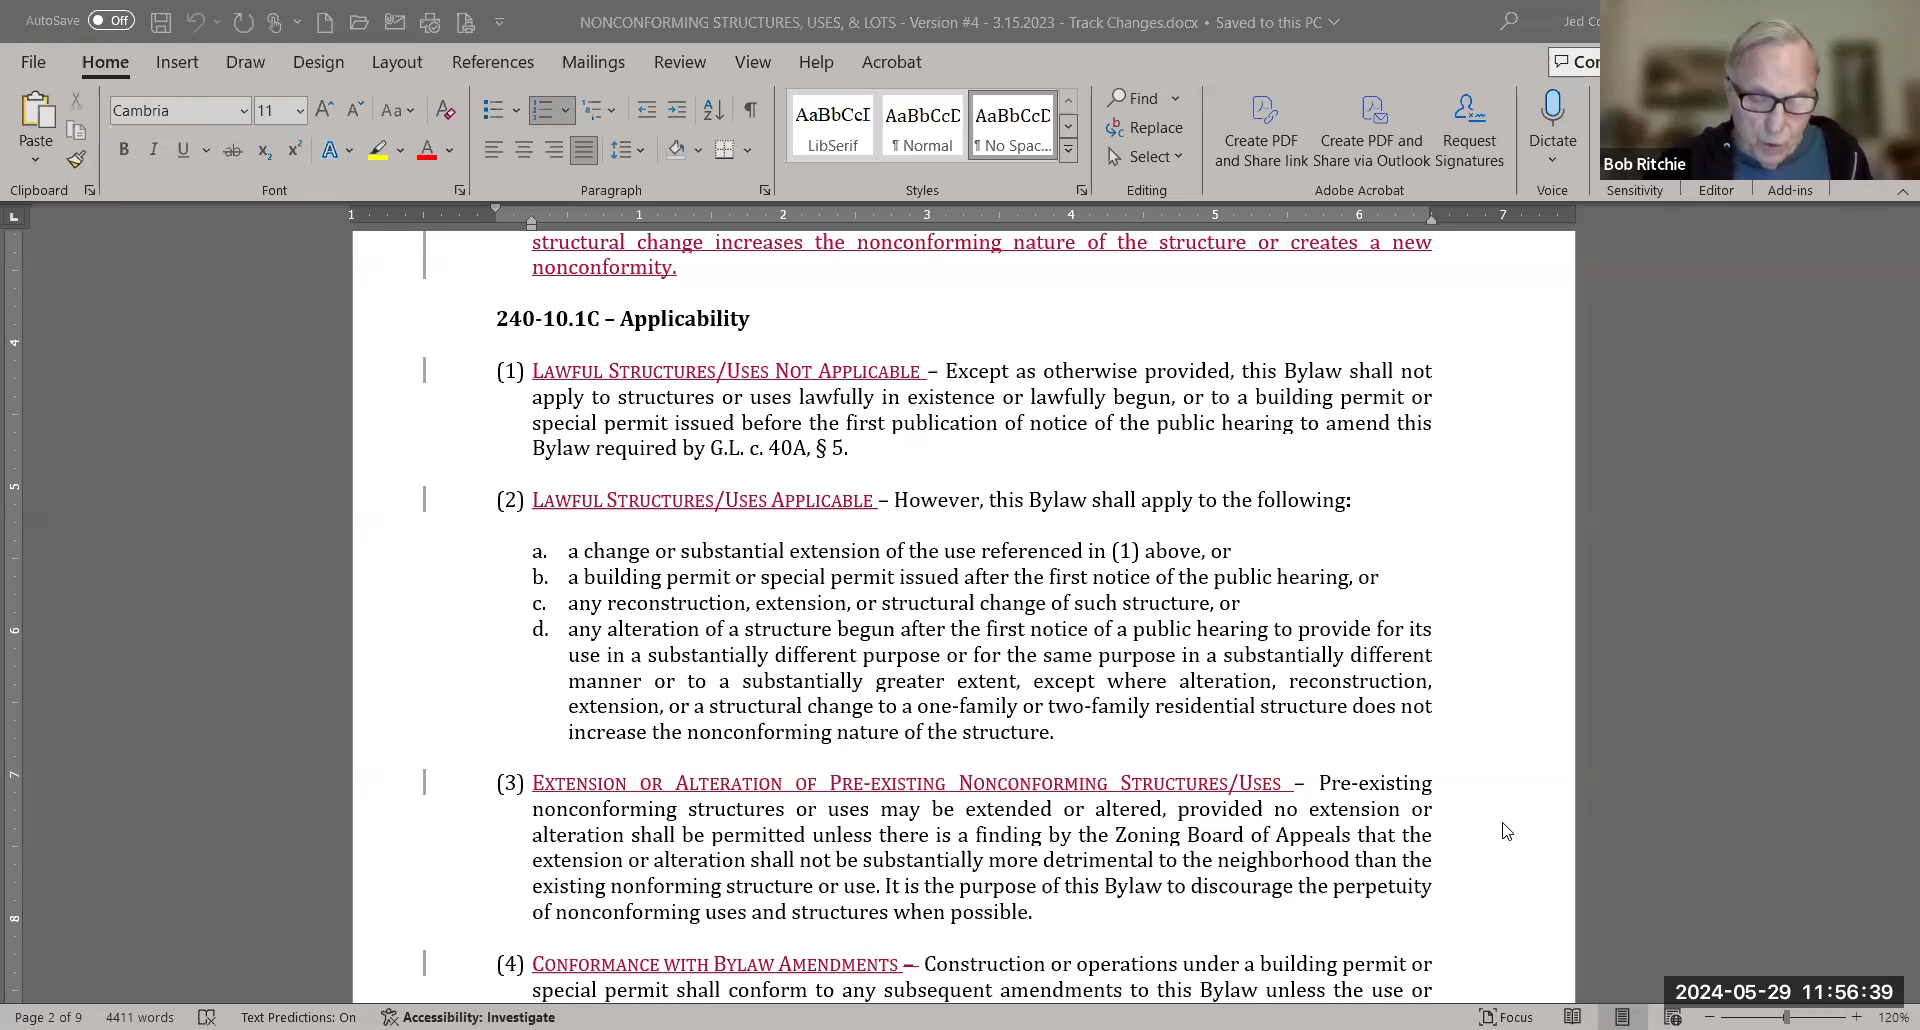 AutoSave Off NONCONFORMING STRUCTURES, USES, & LOTS - Version #4 - 3.15.2023 - Track Changes.docx • Saved to this PC Jed
File Home Insert Draw Design Layout References Mailings Review View Help Acrobat
Cambria 11 Aa
AaBbCcI AaBbCcD AaBbCcD
Find
Replace
Select
Paste
B I U ab x₂ x² A A
LibSerif ¶ Normal ¶ No Spac...
Create PDF and Share link
Create PDF and Share via Outlook
Request Signatures
Dictate
Bob Ritchie
Clipboard Font Paragraph Styles Editing Adobe Acrobat Voice Sensitivity Editor Add-ins
1 1 2 3 4 5 6 7
structural change increases the nonconforming nature of the structure or creates a new
nonconformity.
240-10.1C – Applicability
(1) LAWFUL STRUCTURES/USES NOT APPLICABLE – Except as otherwise provided, this Bylaw shall not
apply to structures or uses lawfully in existence or lawfully begun, or to a building permit or
special permit issued before the first publication of notice of the public hearing to amend this
Bylaw required by G.L. c. 40A, § 5.
(2) LAWFUL STRUCTURES/USES APPLICABLE – However, this Bylaw shall apply to the following:
a. a change or substantial extension of the use referenced in (1) above, or
b. a building permit or special permit issued after the first notice of the public hearing, or
c. any reconstruction, extension, or structural change of such structure, or
d. any alteration of a structure begun after the first notice of a public hearing to provide for its
use in a substantially different purpose or for the same purpose in a substantially different
manner or to a substantially greater extent, except where alteration, reconstruction,
extension, or a structural change to a one-family or two-family residential structure does not
increase the nonconforming nature of the structure.
(3) EXTENSION OR ALTERATION OF PRE-EXISTING NONCONFORMING STRUCTURES/USES – Pre-existing
nonconforming structures or uses may be extended or altered, provided no extension or
alteration shall be permitted unless there is a finding by the Zoning Board of Appeals that the
extension or alteration shall not be substantially more detrimental to the neighborhood than the
existing nonforming structure or use. It is the purpose of this Bylaw to discourage the perpetuity
of nonconforming uses and structures when possible.
(4) CONFORMANCE WITH BYLAW AMENDMENTS – Construction or operations under a building permit or
special permit shall conform to any subsequent amendments to this Bylaw unless the use or
4
5
6
7
8
2024-05-29 11:56:39
Page 2 of 9 4411 words Text Predictions: On Accessibility: Investigate Focus 120%